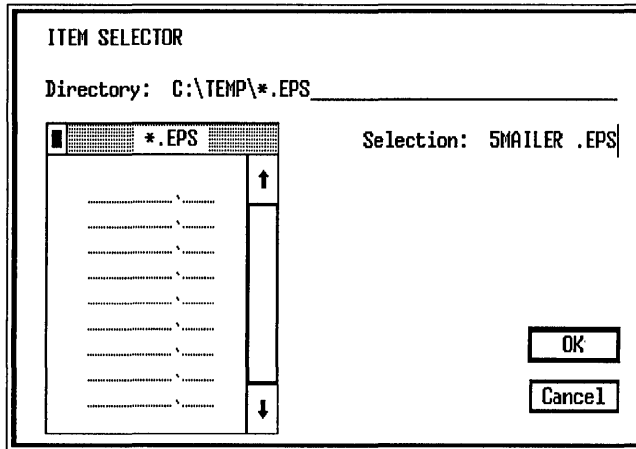 ITEM SELECTOR
Directory: C:\TEMP\*.EPS
*.EPS
Selection: 5MAILER .EPS
OK
Cancel